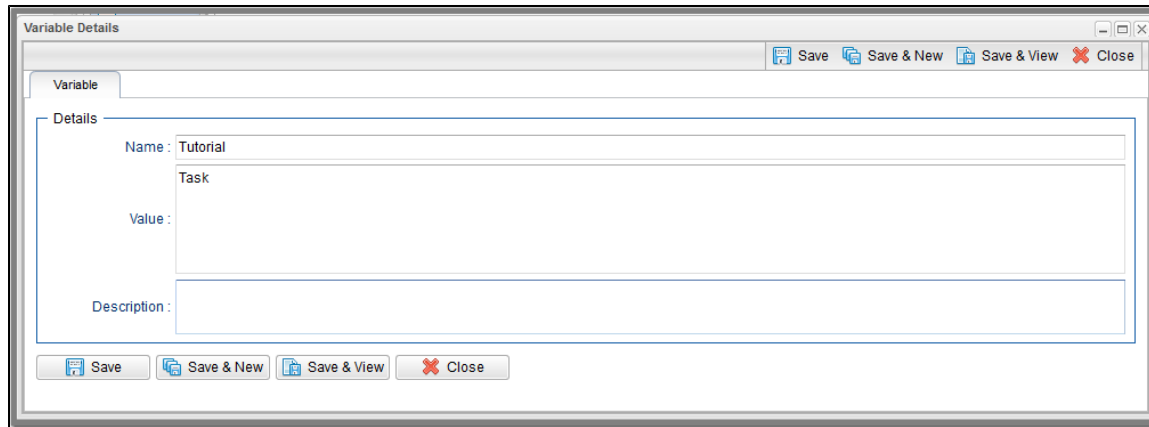 Variable Details
Save Save & New Save & View Close
Variable
Details
Name : Tutorial
Task
Value :
Description :
Save Save & New Save & View Close